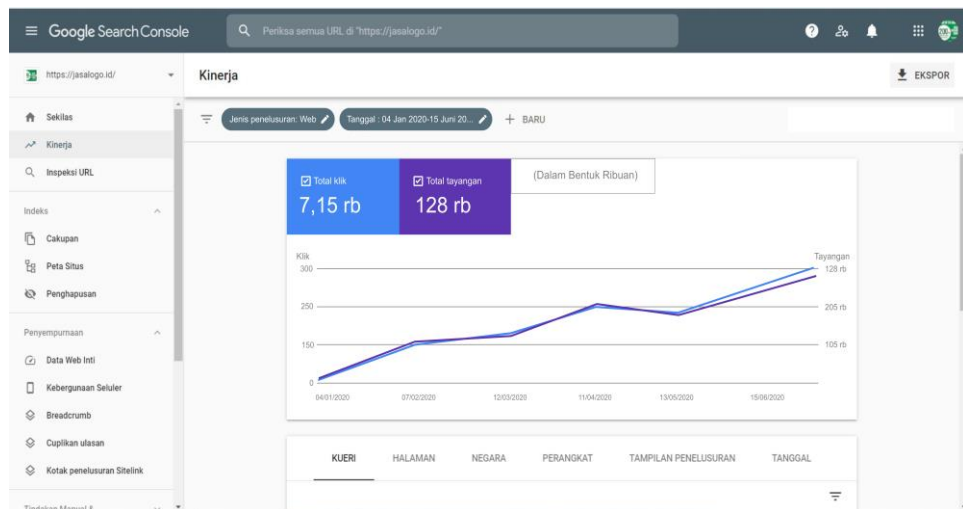 Google Search Console
Periksa semua URL di "https://jasalogo.id/"
https://jasalogo.id/
Kinerja
EKSPOR
Sekilas
Kinerja
Inspeksi URL
Indeks
Cakupan
Peta Situs
Penghapusan
Penyempurnaan
Data Web Inti
Kebergunaan Seluler
Breadcrumb
Cuplikan ulasan
Kotak penelusuran Sitelink
Tindakan Manual &
Jenis penelusuran: Web
Tanggal : 04 Jan 2020-15 Juni 20...
+ BARU
Total klik
7,15 rb
Total tayangan
128 rb
(Dalam Bentuk Ribuan)
Klik
Tayangan
300
128 rb
250
205 rb
150
105 rb
0
04/01/2020 07/02/2020 12/03/2020 11/04/2020 13/05/2020 15/06/2020
KUERI HALAMAN NEGARA PERANGKAT TAMPILAN PENELUSURAN TANGGAL